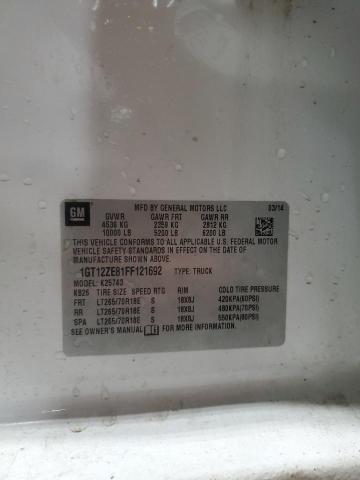 GM
MFD BY GENERAL MOTORS LLC 03/14
GVWR GAWR FRT GAWR RR
4536 KG 2359 KG 2812 KG
10000 LB 5200 LB 6200 LB
THIS VEHICLE CONFORMS TO ALL APPLICABLE U.S. FEDERAL MOTOR
VEHICLE SAFETY STANDARDS IN EFFECT ON THE DATE OF
MANUFACTURE SHOWN ABOVE.
1GT12ZE81FF121692 TYPE: TRUCK
MODEL: K25743
KB25 TIRE SIZE SPEED RTG RIM COLD TIRE PRESSURE
FRT LT265/70R18E S 18X8J 420KPA(60PSI)
RR LT265/70R18E S 18X8J 480KPA(70PSI)
SPA LT265/70R18E S 18X8J 550KPA(80PSI)
SEE OWNER'S MANUAL FOR ADDITIONAL INFORMATION.